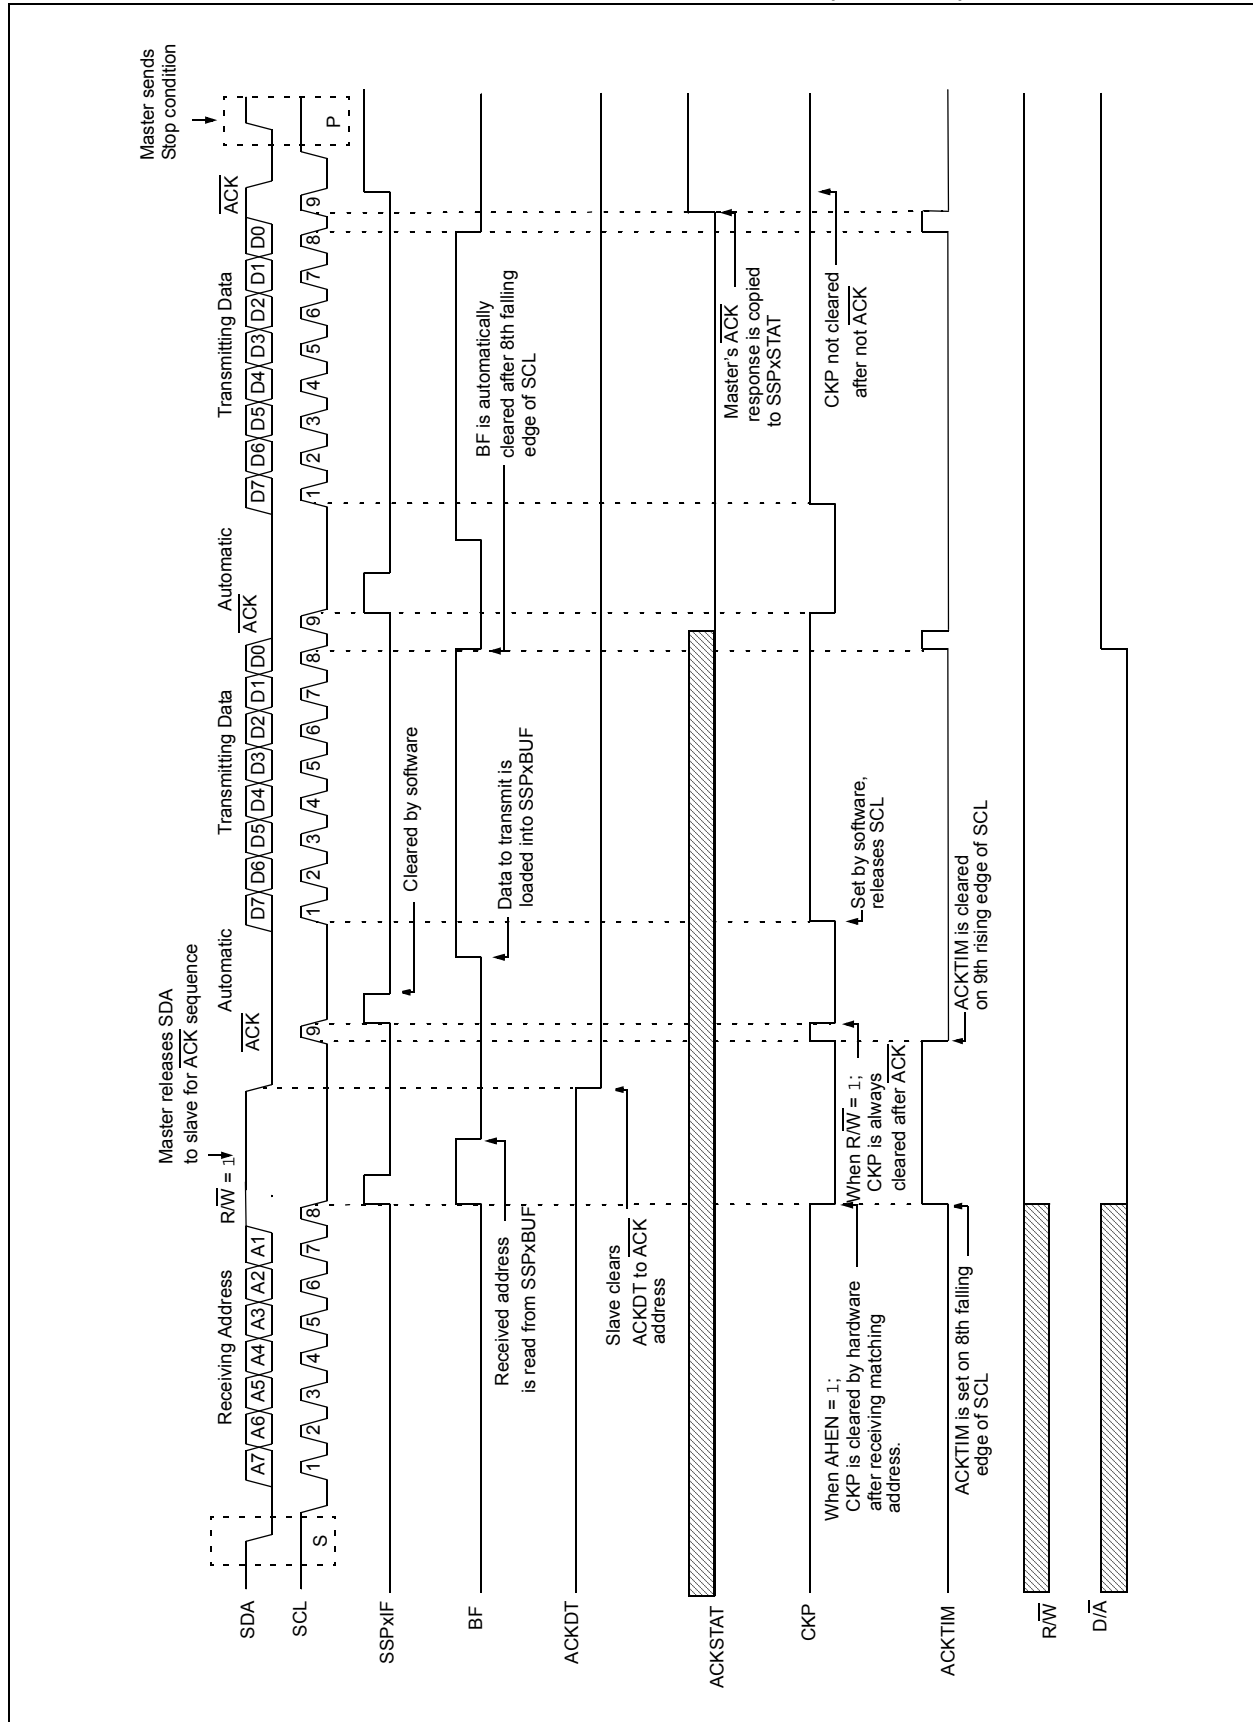 Master sends
Stop condition
Master releases SDA
to slave for ACK sequence
Receiving Address
R/W = 1
ACK
Automatic
Transmitting Data
ACK
Automatic
Transmitting Data
ACK
SDA
A7 A6 A5 A4 A3 A2 A1
D7 D6 D5 D4 D3 D2 D1 D0
D7 D6 D5 D4 D3 D2 D1 D0
SCL
S
1 2 3 4 5 6 7 8 9
1 2 3 4 5 6 7 8 9
1 2 3 4 5 6 7 8 9
P
SSPxIF
Cleared by software
BF
Received address
is read from SSPxBUF
Data to transmit is
loaded into SSPxBUF
BF is automatically
cleared after 8th falling
edge of SCL
ACKDT
Slave clears
ACKDT to ACK
address
ACKSTAT
Master's ACK
response is copied
to SSPxSTAT
CKP
When AHEN = 1;
CKP is cleared by hardware
after receiving matching
address.
When R/W = 1;
CKP is always
cleared after ACK
Set by software,
releases SCL
CKP not cleared
after not ACK
ACKTIM
ACKTIM is set on 8th falling
edge of SCL
ACKTIM is cleared
on 9th rising edge of SCL
R/W
D/A